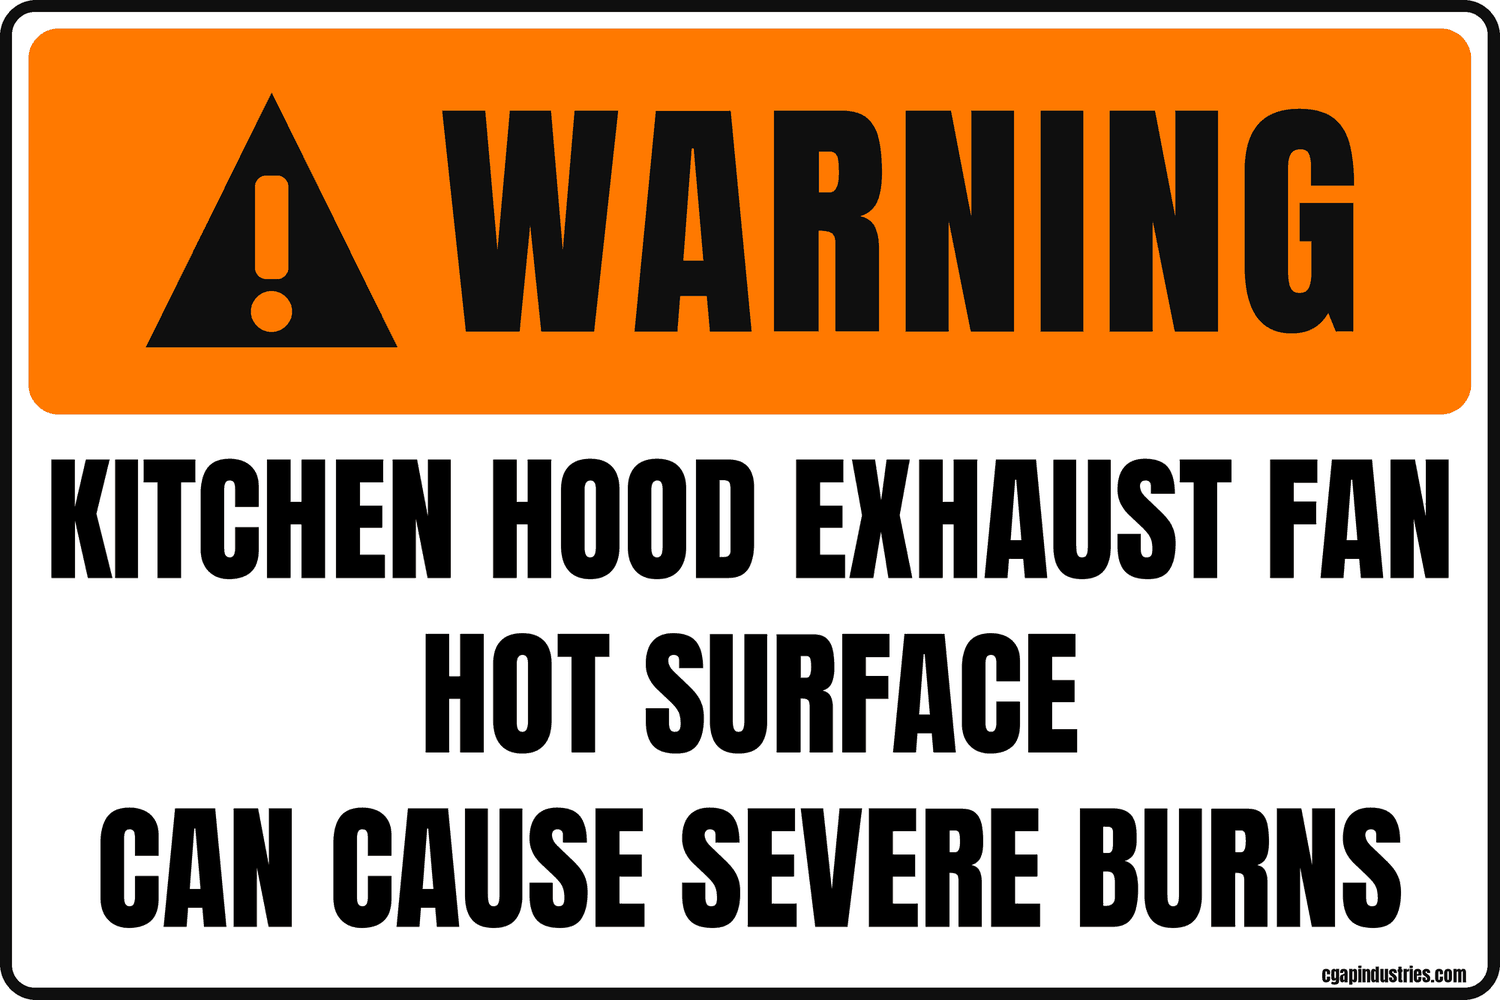 WARNING
KITCHEN HOOD EXHAUST FAN
HOT SURFACE
CAN CAUSE SEVERE BURNS
cgapindustries.com